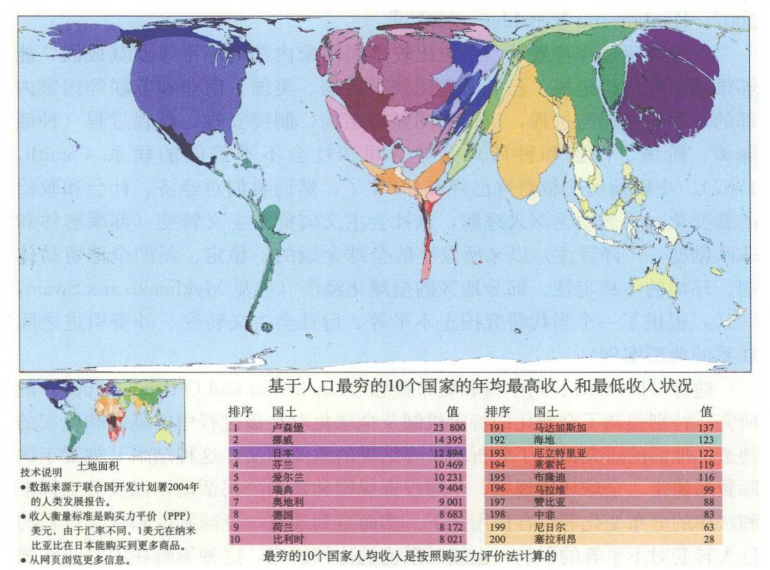 基于人口最穷的10个国家的年均最高收人和最低收人状况
排序 国土 值
1 卢森堡 23 800
2 挪威 14 395
3 日本 12 894
4 芬兰 10 469
5 爱尔兰 10 231
6 瑞典 9 404
7 奥地利 9 001
8 德国 8 683
9 荷兰 8 172
10 比利时 8 021
排序 国土 值
191 马达加斯加 137
192 海地 123
193 厄立特里亚 122
194 莱索托 119
195 布隆迪 116
196 马拉维 99
197 赞比亚 88
198 中非 83
199 尼日尔 63
200 塞拉利昂 28
最穷的10个国家人均收人是按照购买力评价法计算的
土地面积
技术说明
● 数据来源于联合国开发计划署2004年
的人类发展报告。
● 收人衡量标准是购买力平价（PPP）
美元，由于汇率不同，1美元在纳米
比亚比在日本能购买到更多商品。
● 从网页浏览更多信息。